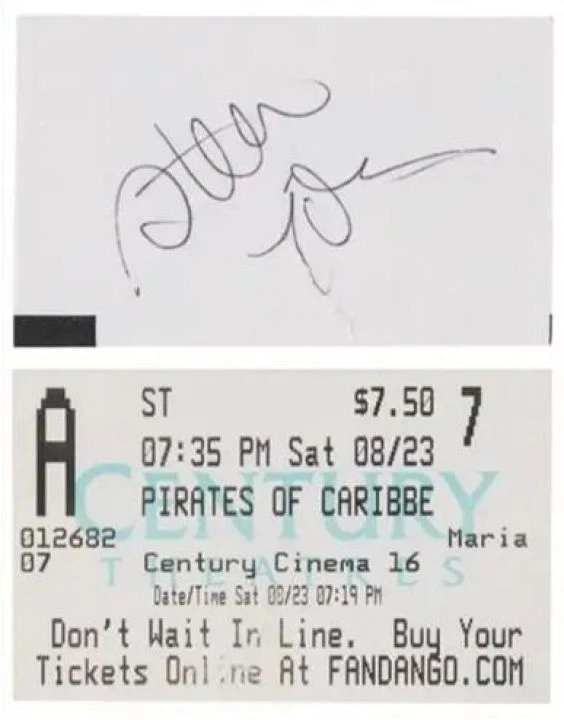 A ST $7.50 7
07:35 PM Sat 08/23
PIRATES OF CARIBBE
CENTURY
012682 Maria
07 Century Cinema 16
THEATRES
Date/Time Sat 08/23 07:19 PM
Don't Wait In Line. Buy Your
Tickets Online At FANDANGO.COM